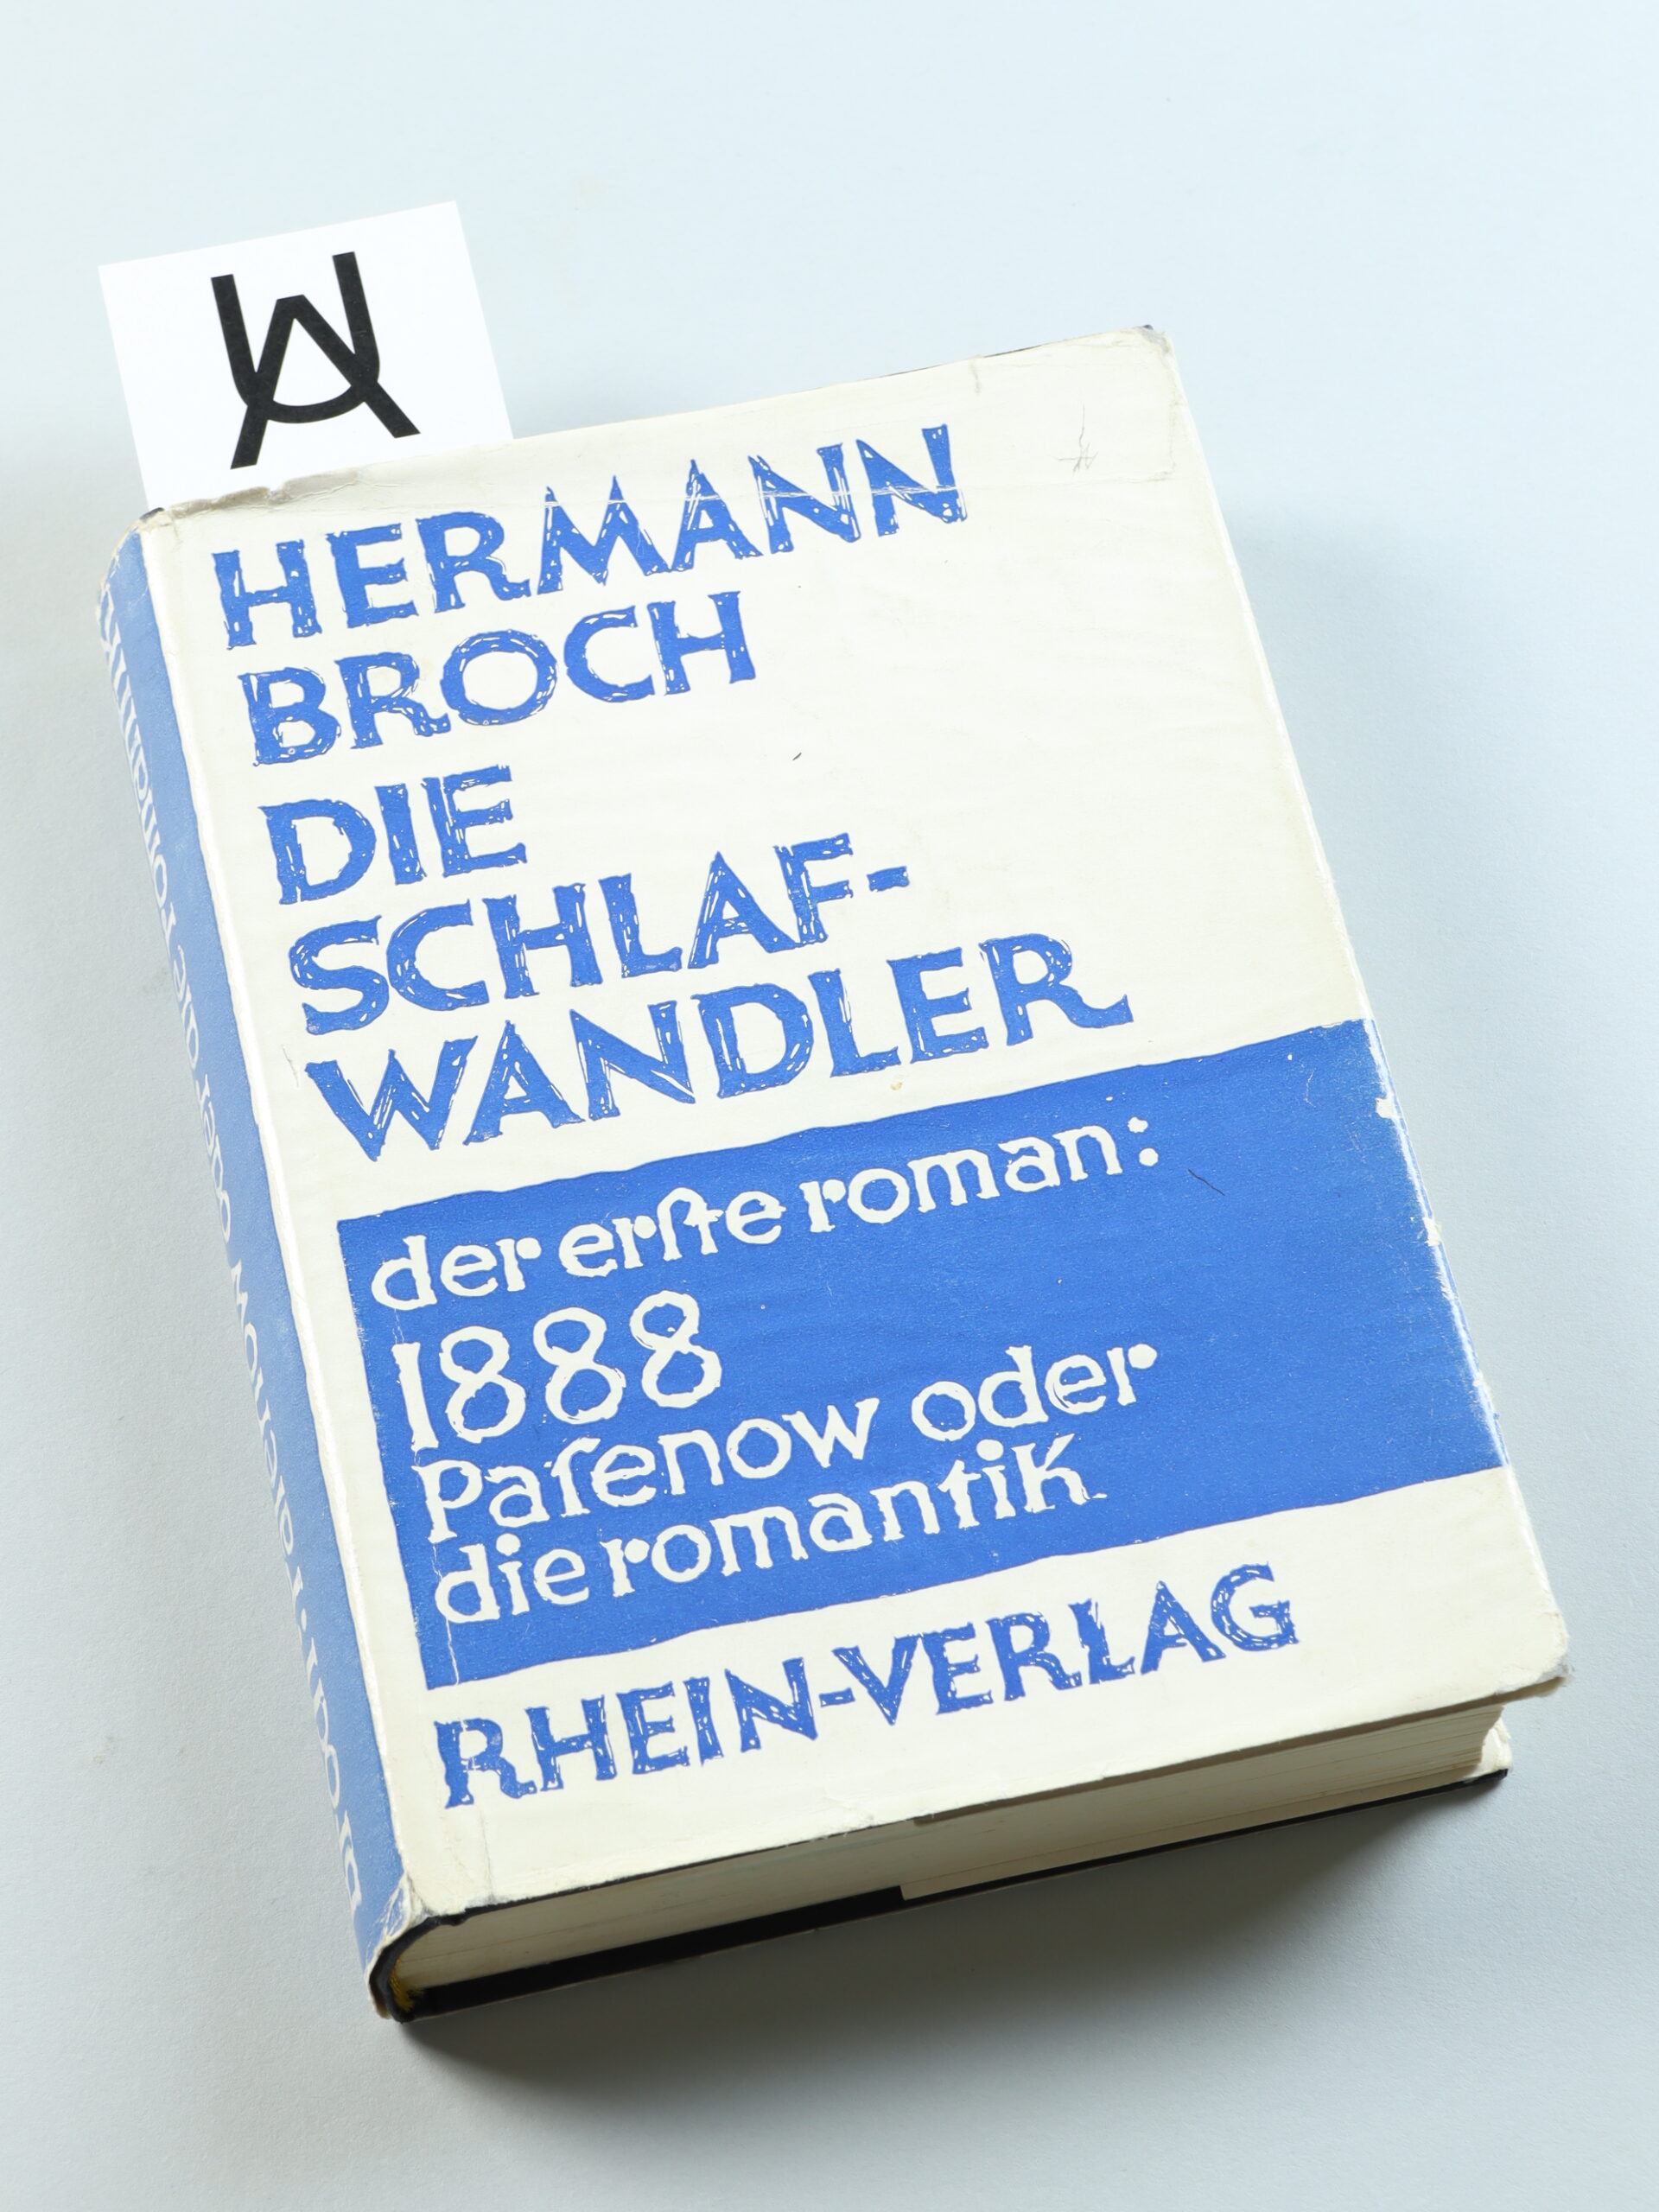 HERMANN
BROCH
DIE
SCHLAF-
WANDLER
der erſte roman:
1888
Paſenow oder
die romantik
RHEIN-VERLAG